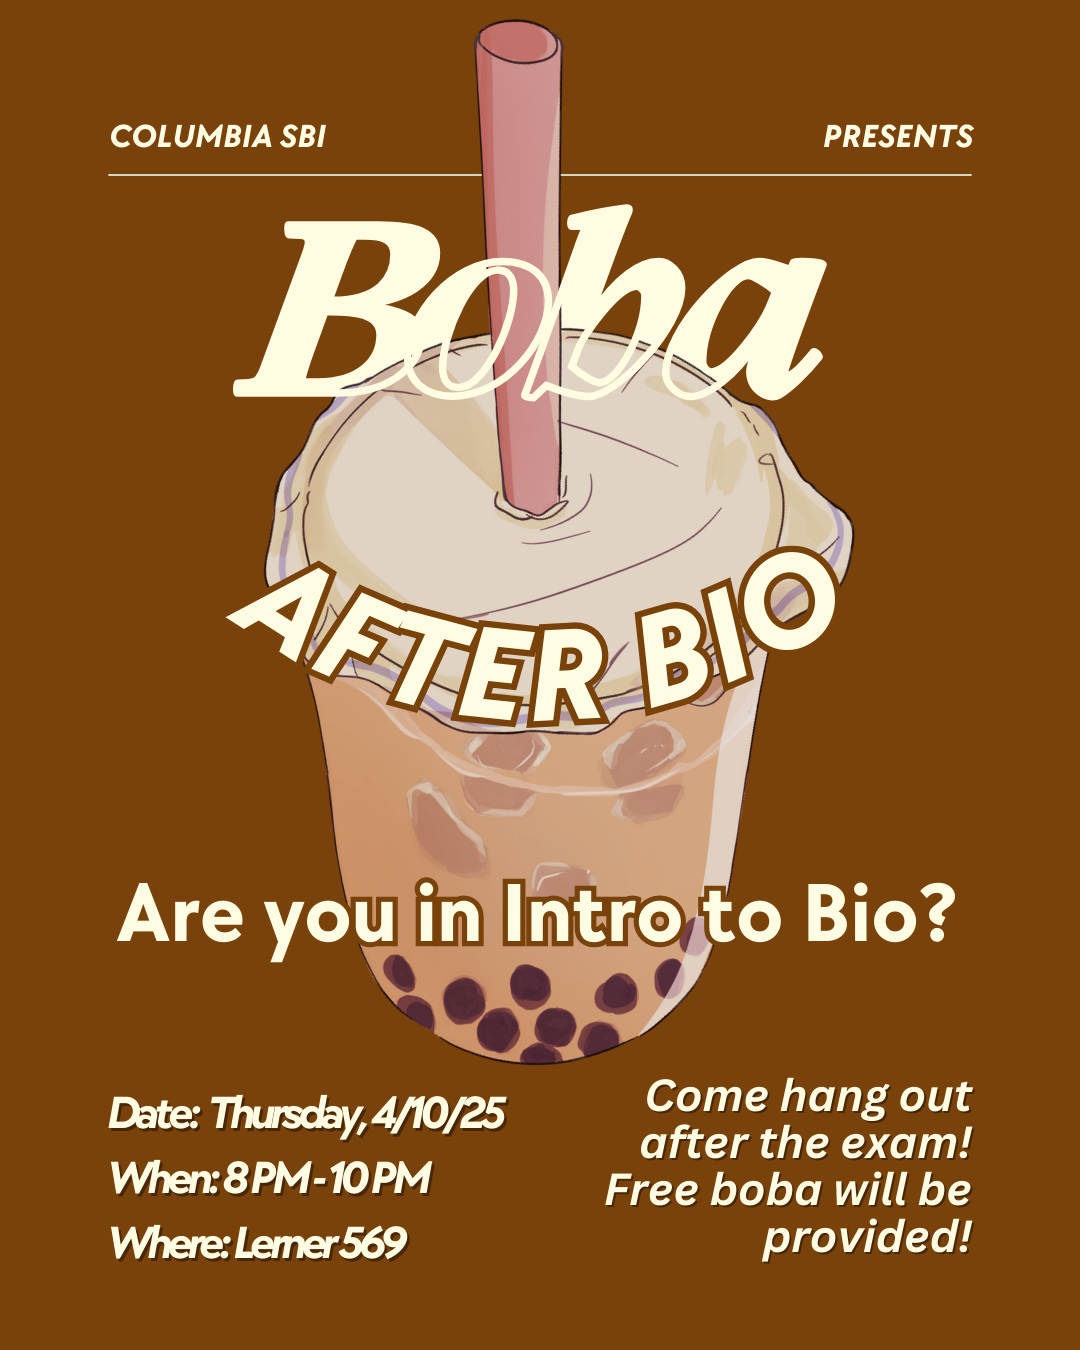 COLUMBIA SBI
PRESENTS
Boba
AFTER BIO
Are you in Intro to Bio?
Date: Thursday, 4/10/25
When: 8 PM - 10 PM
Where: Lerner 569
Come hang out
after the exam!
Free boba will be
provided!